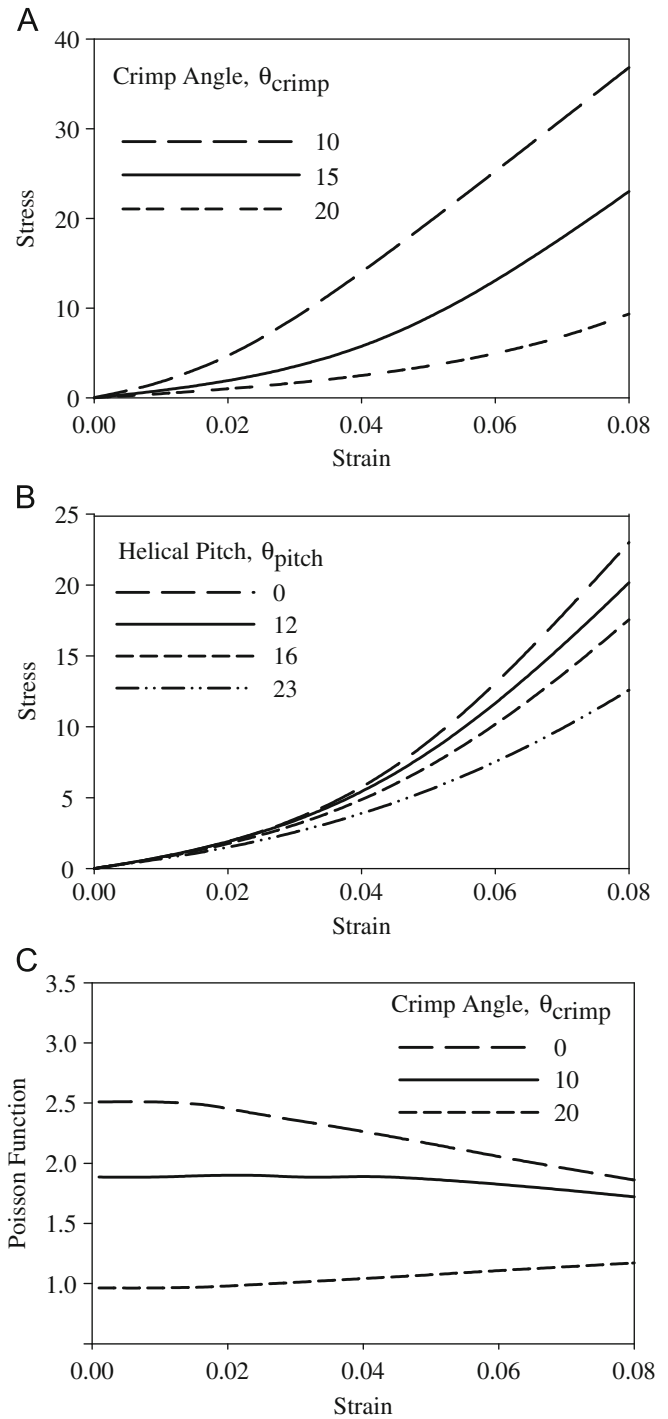 A
40
30
20
10
0
Stress
Crimp Angle, θcrimp
10
15
20
0.00 0.02 0.04 0.06 0.08
Strain
B
25
20
15
10
5
0
Stress
Helical Pitch, θpitch
0
12
16
23
0.00 0.02 0.04 0.06 0.08
Strain
C
3.5
3.0
2.5
2.0
1.5
1.0
Poisson Function
Crimp Angle, θcrimp
0
10
20
0.00 0.02 0.04 0.06 0.08
Strain